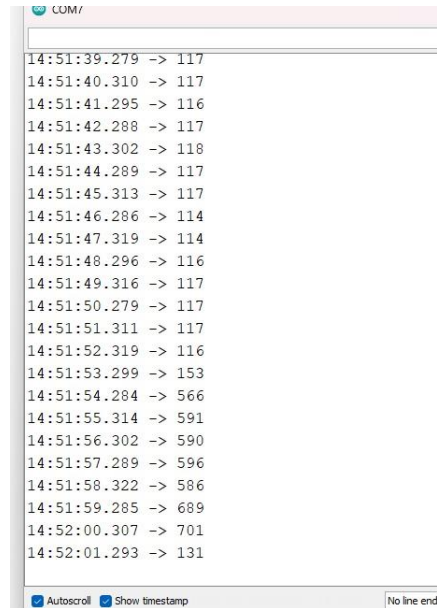 COM7
14:51:39.279 -> 117
14:51:40.310 -> 117
14:51:41.295 -> 116
14:51:42.288 -> 117
14:51:43.302 -> 118
14:51:44.289 -> 117
14:51:45.313 -> 117
14:51:46.286 -> 114
14:51:47.319 -> 114
14:51:48.296 -> 116
14:51:49.316 -> 117
14:51:50.279 -> 117
14:51:51.311 -> 117
14:51:52.319 -> 116
14:51:53.299 -> 153
14:51:54.284 -> 566
14:51:55.314 -> 591
14:51:56.302 -> 590
14:51:57.289 -> 596
14:51:58.322 -> 586
14:51:59.285 -> 689
14:52:00.307 -> 701
14:52:01.293 -> 131
Autoscroll Show timestamp No line end